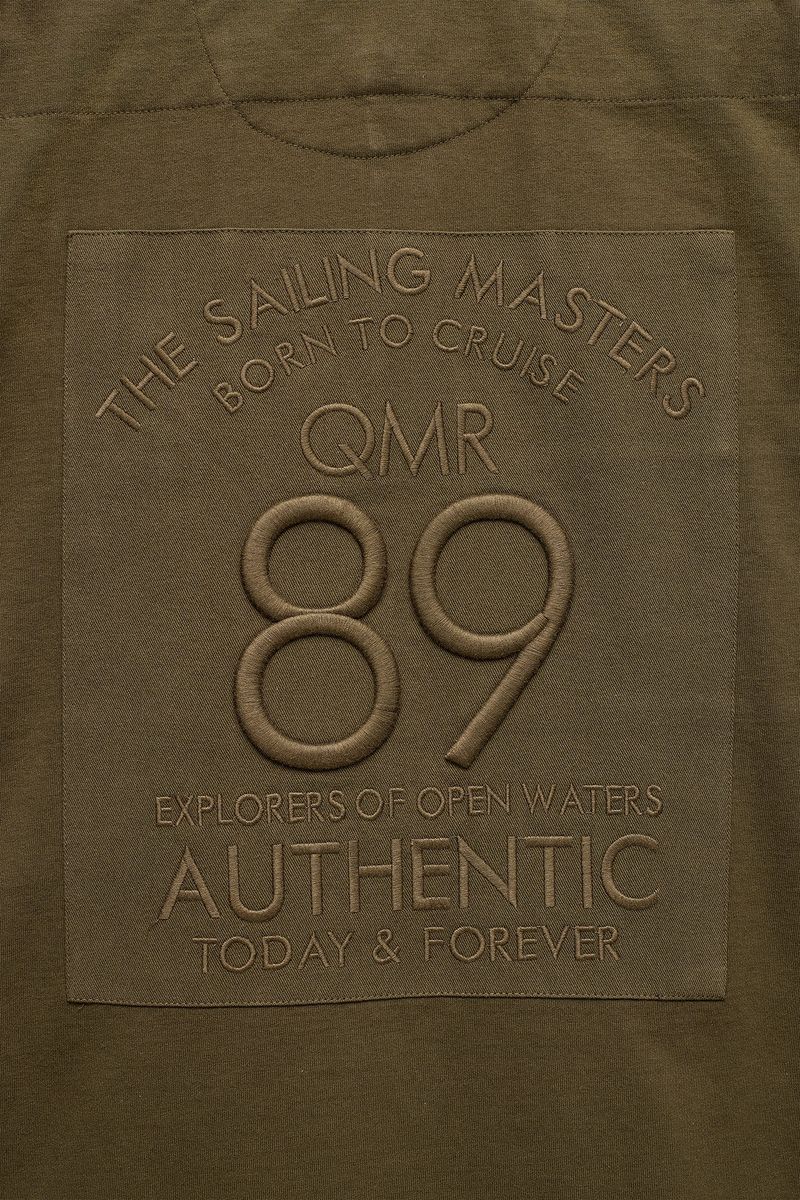 THE SAILING MASTERS
BORN TO CRUISE
QMR
89
EXPLORERS OF OPEN WATERS
AUTHENTIC
TODAY & FOREVER